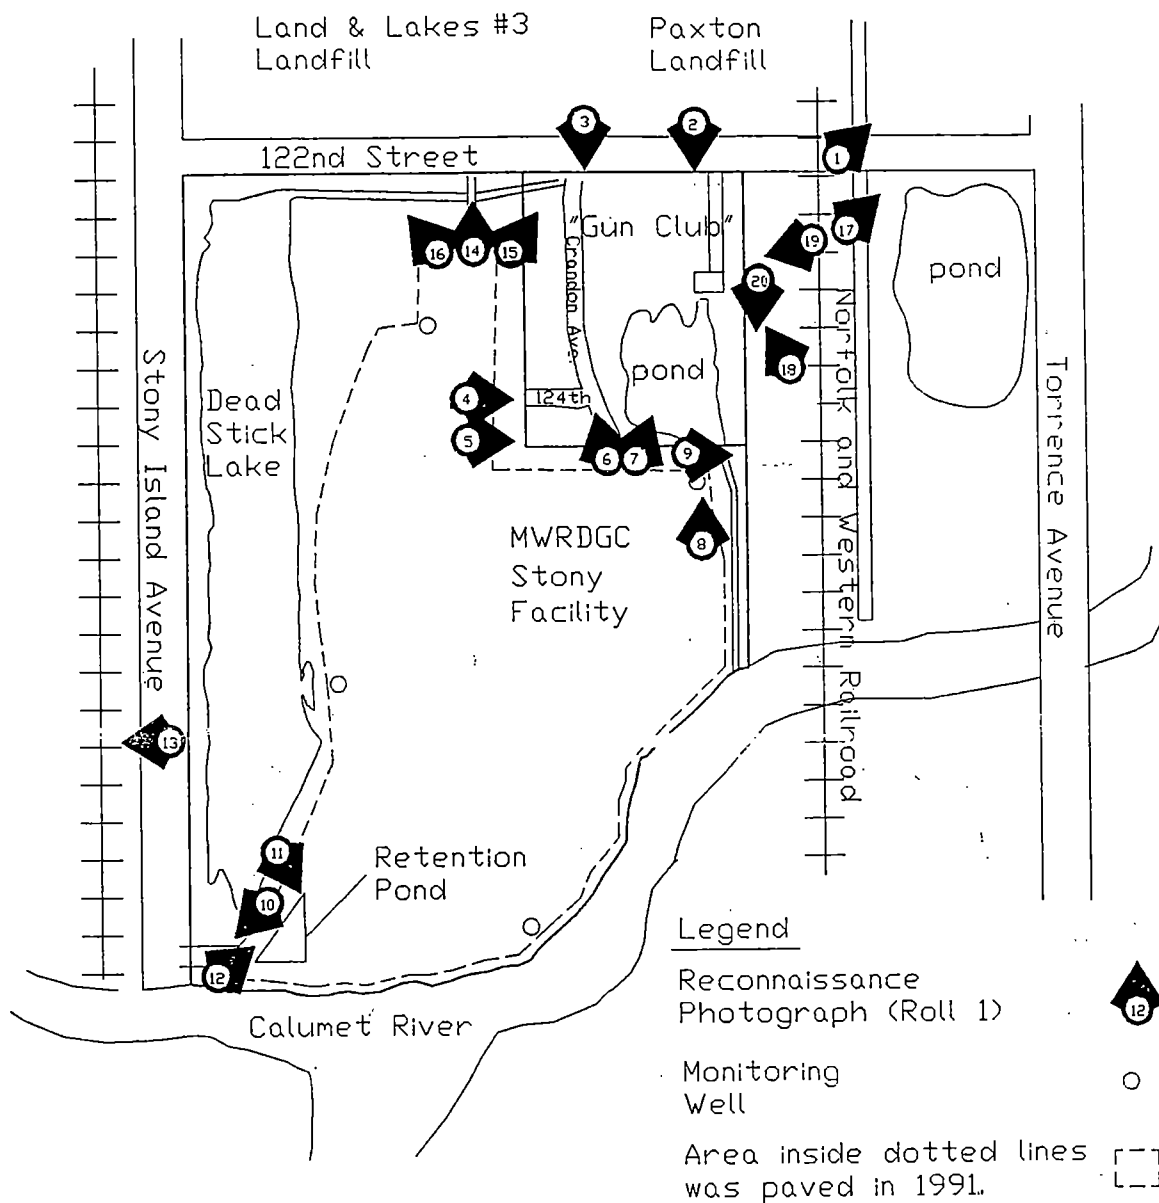 Land & Lakes #3
Landfill
Paxton
Landfill
3
2
1
122nd Street
"Gun Club"
17
19
16
14
15
Crandon Ave.
20
pond
18
pond
Dead
Stick
Lake
4
124th
5
6
7
9
8
Stony Island Avenue
Norfolk and Western Railroad
Torrence Avenue
MWRDGC
Stony
Facility
13
11
10
12
Retention
Pond
Calumet River
Legend
Reconnaissance
Photograph (Roll 1)
12
Monitoring
Well
Area inside dotted lines
was paved in 1991.